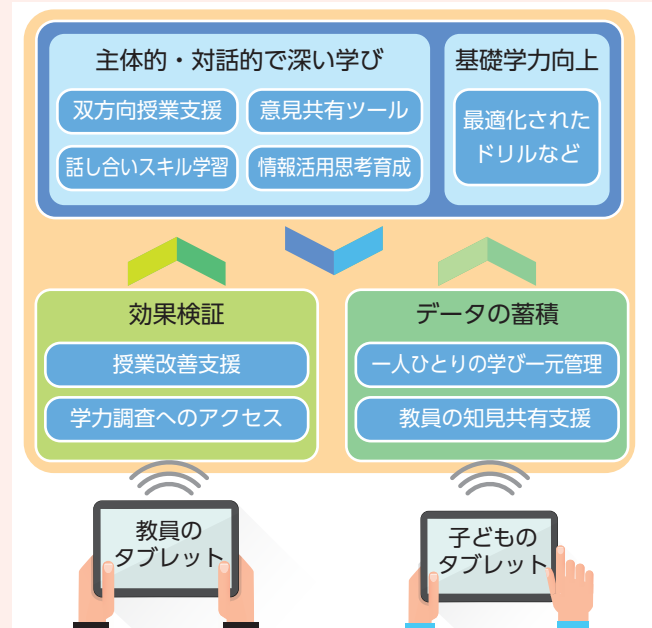 主体的・対話的で深い学び
双方向授業支援
意見共有ツール
話し合いスキル学習
情報活用思考育成
基礎学力向上
最適化された
ドリルなど
効果検証
授業改善支援
学力調査へのアクセス
データの蓄積
一人ひとりの学び一元管理
教員の知見共有支援
教員の
タブレット
子どもの
タブレット